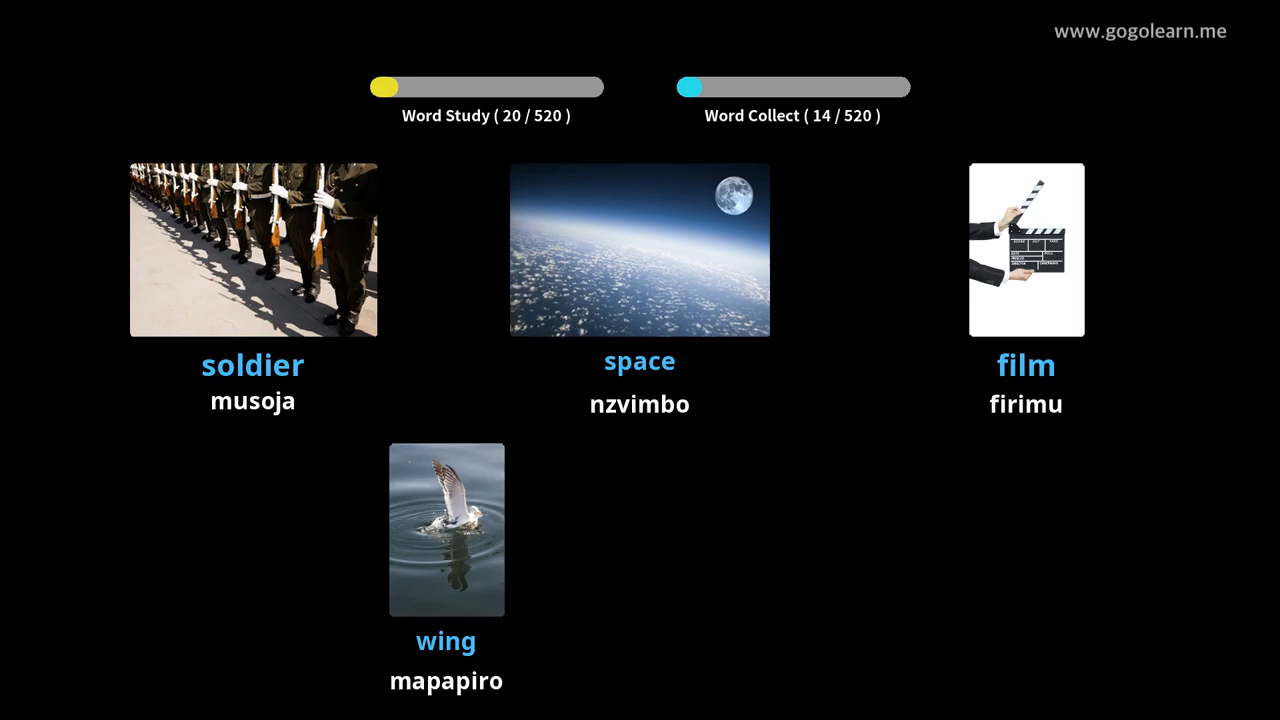 www.gogolearn.me
Word Study ( 20 / 520 )
Word Collect ( 14 / 520 )
soldier
musoja
space
nzvimbo
film
firimu
wing
mapapiro